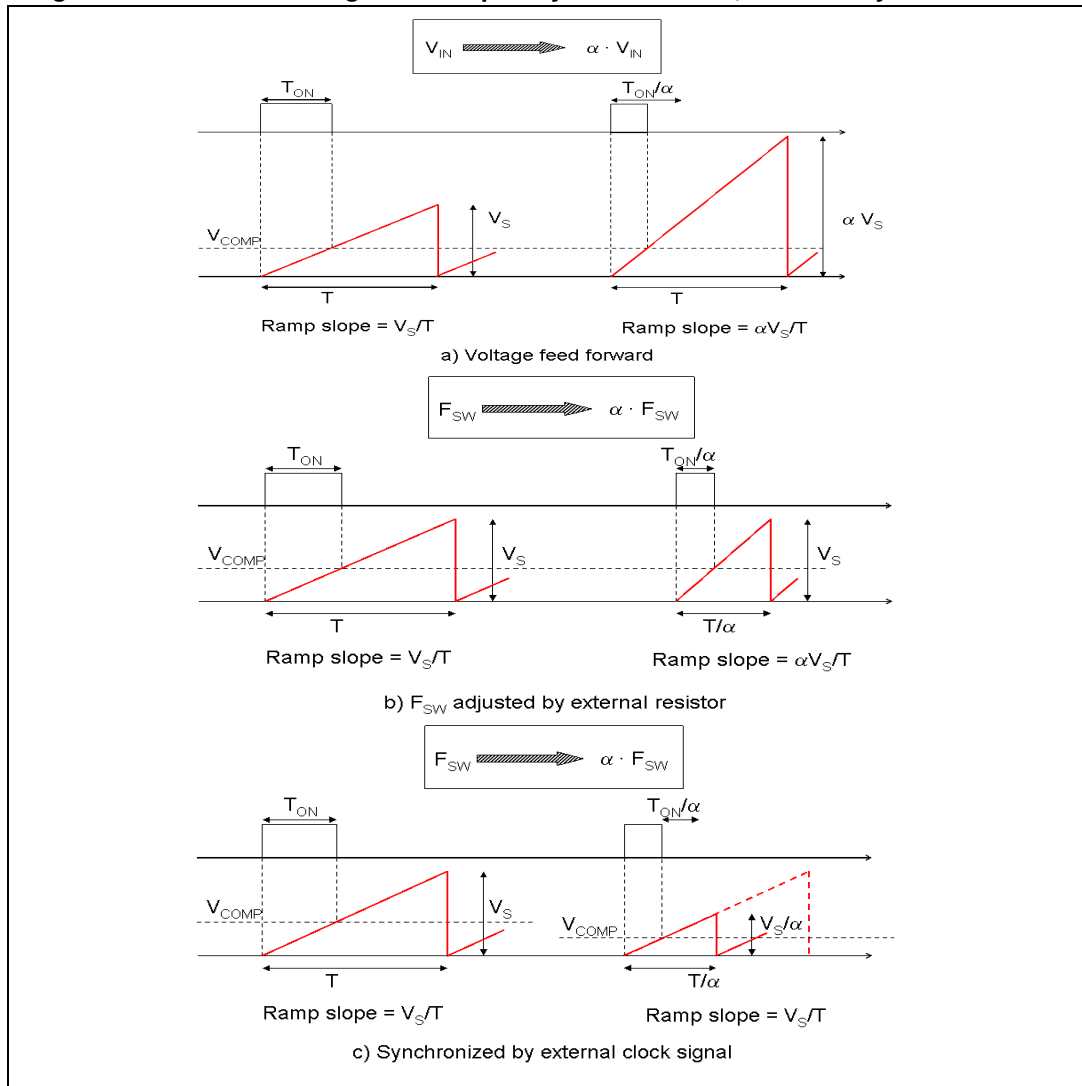 V_IN α · V_IN
T_ON T_ON/α
V_COMP V_S α V_S
T T
Ramp slope = V_S/T Ramp slope = αV_S/T
a) Voltage feed forward
F_SW α · F_SW
T_ON T_ON/α
V_COMP V_S V_S
T T/α
Ramp slope = V_S/T Ramp slope = αV_S/T
b) F_SW adjusted by external resistor
F_SW α · F_SW
T_ON T_ON/α
V_COMP V_S V_COMP V_S/α
T T/α
Ramp slope = V_S/T Ramp slope = V_S/T
c) Synchronized by external clock signal